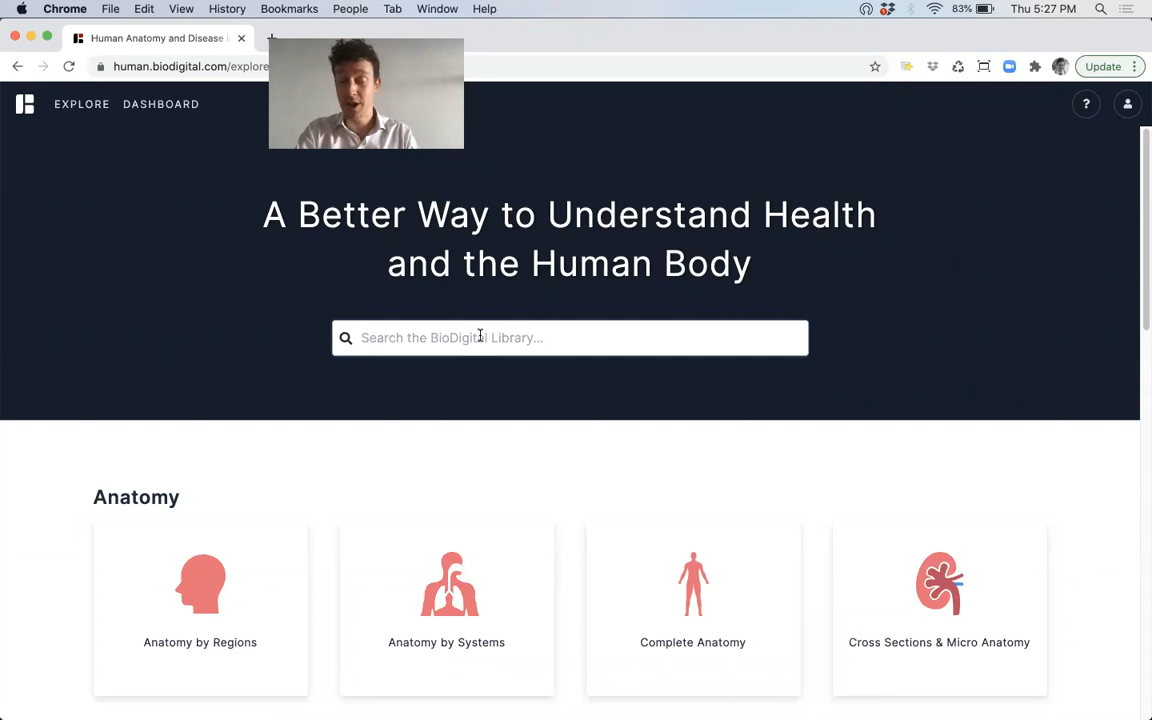 Chrome File Edit View History Bookmarks People Tab Window Help 83% Thu 5:27 PM
Human Anatomy and Disease
human.biodigital.com/explore Update
EXPLORE DASHBOARD ?
A Better Way to Understand Health
and the Human Body
Search the BioDigital Library...
Anatomy
Anatomy by Regions Anatomy by Systems Complete Anatomy Cross Sections & Micro Anatomy